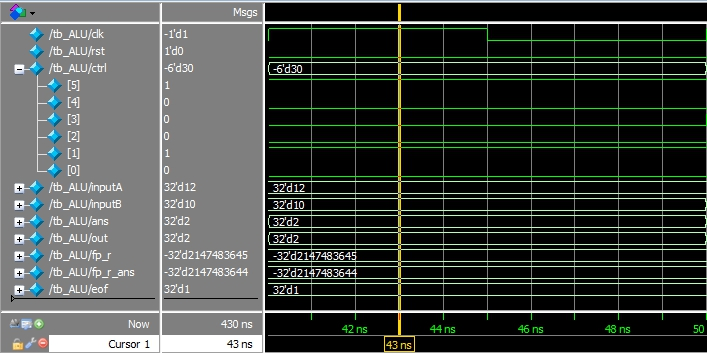 Msgs
/tb_ALU/clk -1'd1
/tb_ALU/rst 1'd0
/tb_ALU/ctrl -6'd30 -6'd30
[5] 1
[4] 0
[3] 0
[2] 0
[1] 1
[0] 0
/tb_ALU/inputA 32'd12 32'd12
/tb_ALU/inputB 32'd10 32'd10
/tb_ALU/ans 32'd2 32'd2
/tb_ALU/out 32'd2 32'd2
/tb_ALU/fp_r -32'd2147483645 -32'd2147483645
/tb_ALU/fp_r_ans -32'd2147483644 -32'd2147483644
/tb_ALU/eof 32'd1 32'd1
Now 430 ns 42 ns 44 ns 46 ns 48 ns 50
Cursor 1 43 ns 43 ns